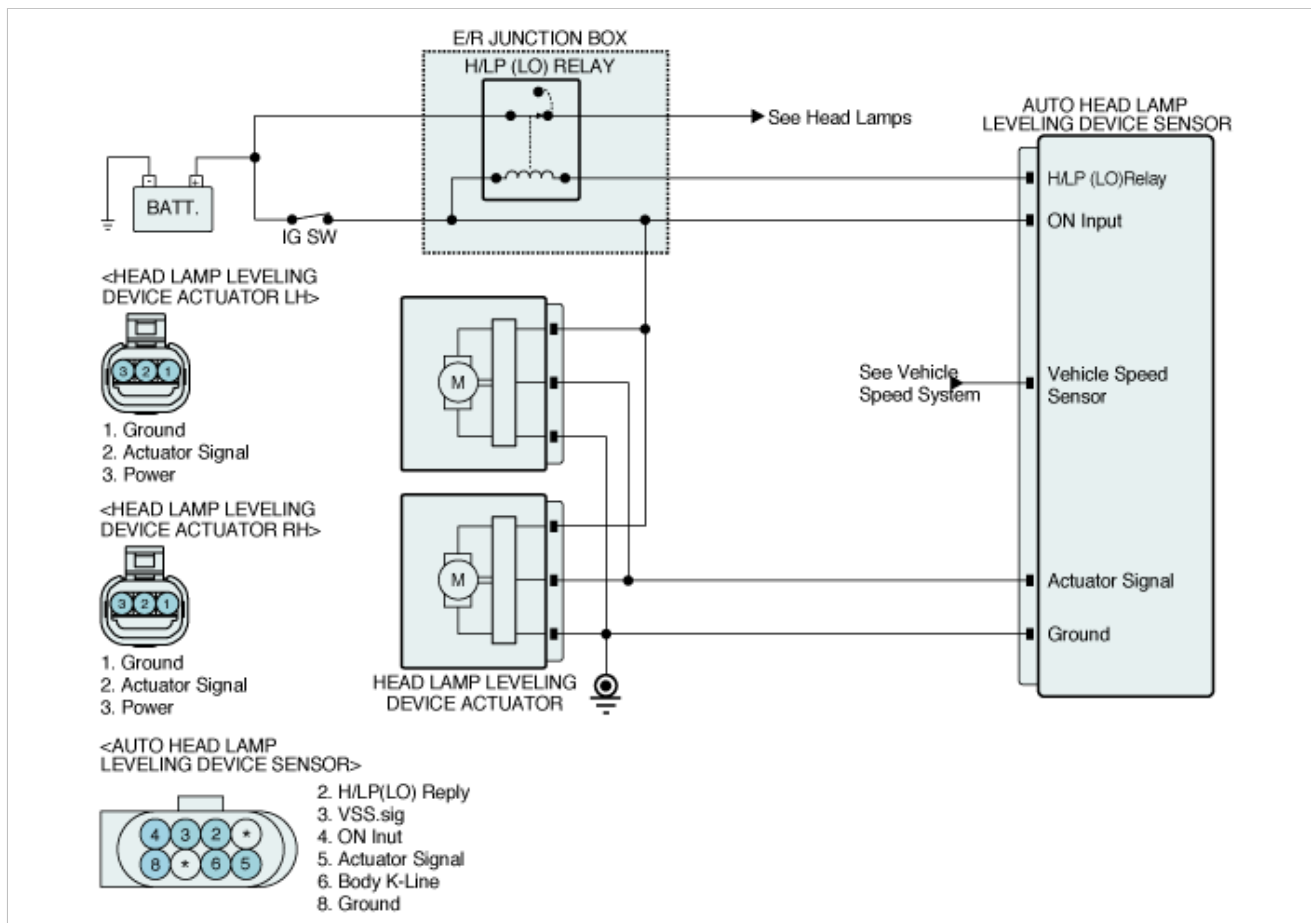 E/R JUNCTION BOX
H/LP (LO) RELAY
See Head Lamps
AUTO HEAD LAMP
LEVELING DEVICE SENSOR
H/LP (LO)Relay
ON Input
- +
BATT.
IG SW
<HEAD LAMP LEVELING
DEVICE ACTUATOR LH>
3 2 1
1. Ground
2. Actuator Signal
3. Power
M
See Vehicle
Speed System
Vehicle Speed
Sensor
<HEAD LAMP LEVELING
DEVICE ACTUATOR RH>
3 2 1
1. Ground
2. Actuator Signal
3. Power
M
Actuator Signal
Ground
HEAD LAMP LEVELING
DEVICE ACTUATOR
<AUTO HEAD LAMP
LEVELING DEVICE SENSOR>
4 3 2 *
8 * 6 5
2. H/LP(LO) Reply
3. VSS.sig
4. ON Inut
5. Actuator Signal
6. Body K-Line
8. Ground